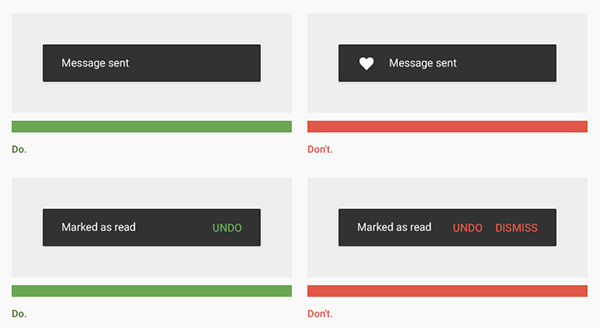 Message sent
Message sent
Do.
Don't.
Marked as read UNDO
Marked as read UNDO DISMISS
Do.
Don't.